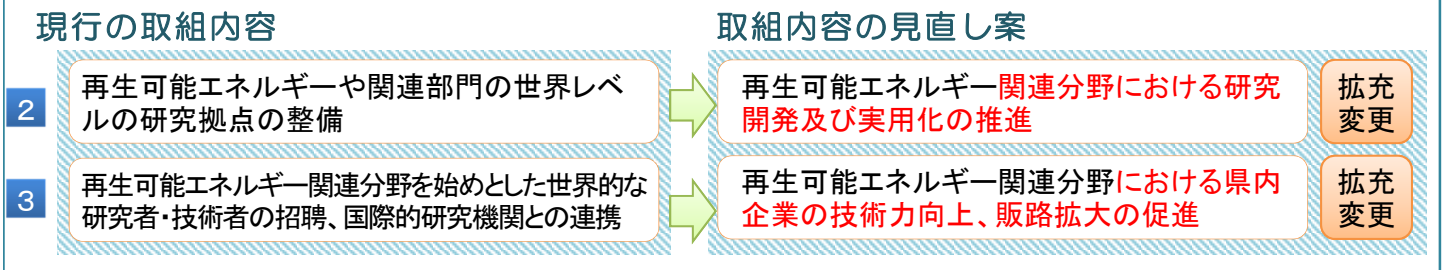 現行の取組内容
取組内容の見直し案
2
再生可能エネルギーや関連部門の世界レベ
ルの研究拠点の整備
再生可能エネルギー関連分野における研究
開発及び実用化の推進
拡充
変更
3
再生可能エネルギー関連分野を始めとした世界的な
研究者・技術者の招聘、国際的研究機関との連携
再生可能エネルギー関連分野における県内
企業の技術力向上、販路拡大の促進
拡充
変更